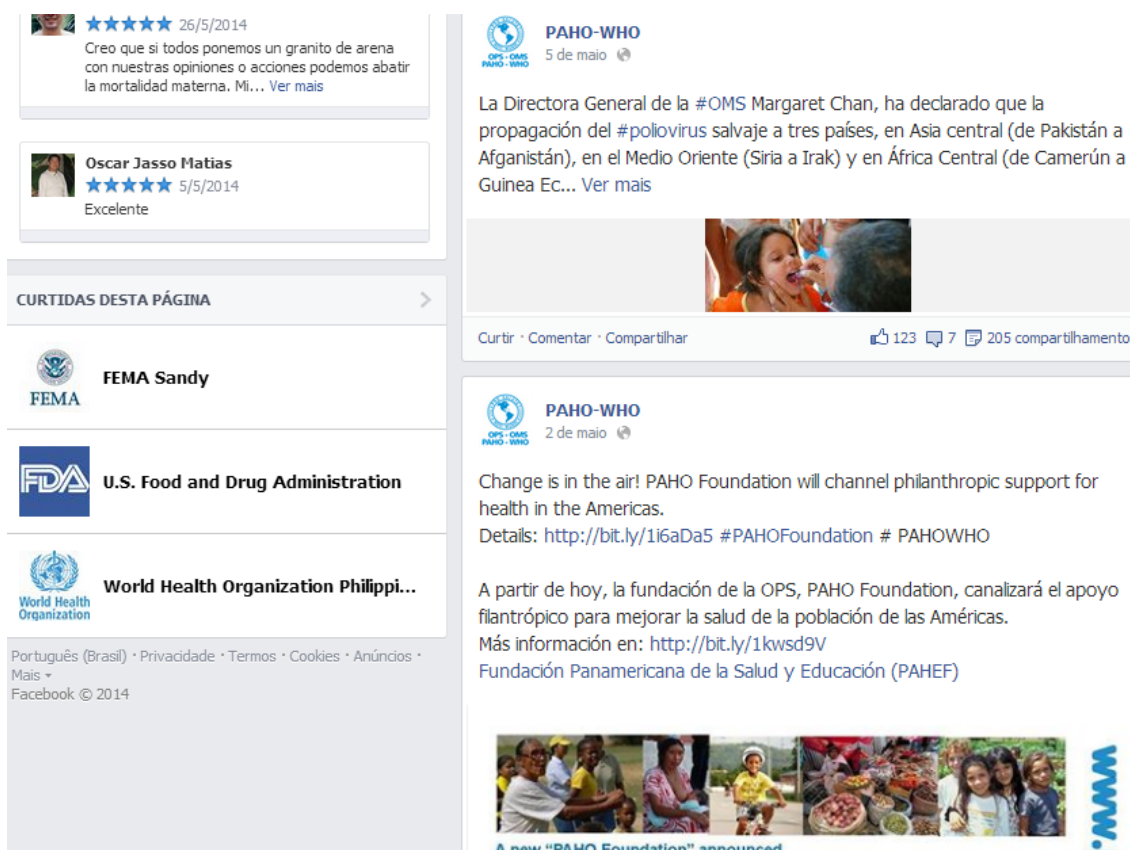 ★★★★★ 26/5/2014
Creo que si todos ponemos un granito de arena
con nuestras opiniones o acciones podemos abatir
la mortalidad materna. Mi... Ver mais
Oscar Jasso Matias
★★★★★ 5/5/2014
Excelente
CURTIDAS DESTA PÁGINA
FEMA
FEMA Sandy
FDA
U.S. Food and Drug Administration
World Health
Organization
World Health Organization Philippi...
Português (Brasil) · Privacidade · Termos · Cookies · Anúncios ·
Mais
Facebook © 2014
OPS - OMS
PAHO - WHO
PAHO-WHO
5 de maio
La Directora General de la #OMS Margaret Chan, ha declarado que la
propagación del #poliovirus salvaje a tres países, en Asia central (de Pakistán a
Afganistán), en el Medio Oriente (Siria a Irak) y en África Central (de Camerún a
Guinea Ec... Ver mais
Curtir · Comentar · Compartilhar
123 7 205 compartilhamento
OPS - OMS
PAHO - WHO
PAHO-WHO
2 de maio
Change is in the air! PAHO Foundation will channel philanthropic support for
health in the Americas.
Details: http://bit.ly/1i6aDa5 #PAHOFoundation # PAHOWHO
A partir de hoy, la fundación de la OPS, PAHO Foundation, canalizará el apoyo
filantrópico para mejorar la salud de la población de las Américas.
Más información en: http://bit.ly/1kwsd9V
Fundación Panamericana de la Salud y Educación (PAHEF)
www.
A new "PAHO Foundation" announced